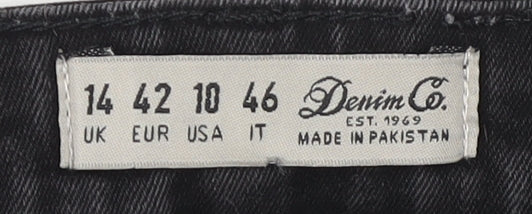 14 42 10 46
UK EUR USA IT
Denim Co.
EST. 1969
MADE IN PAKISTAN